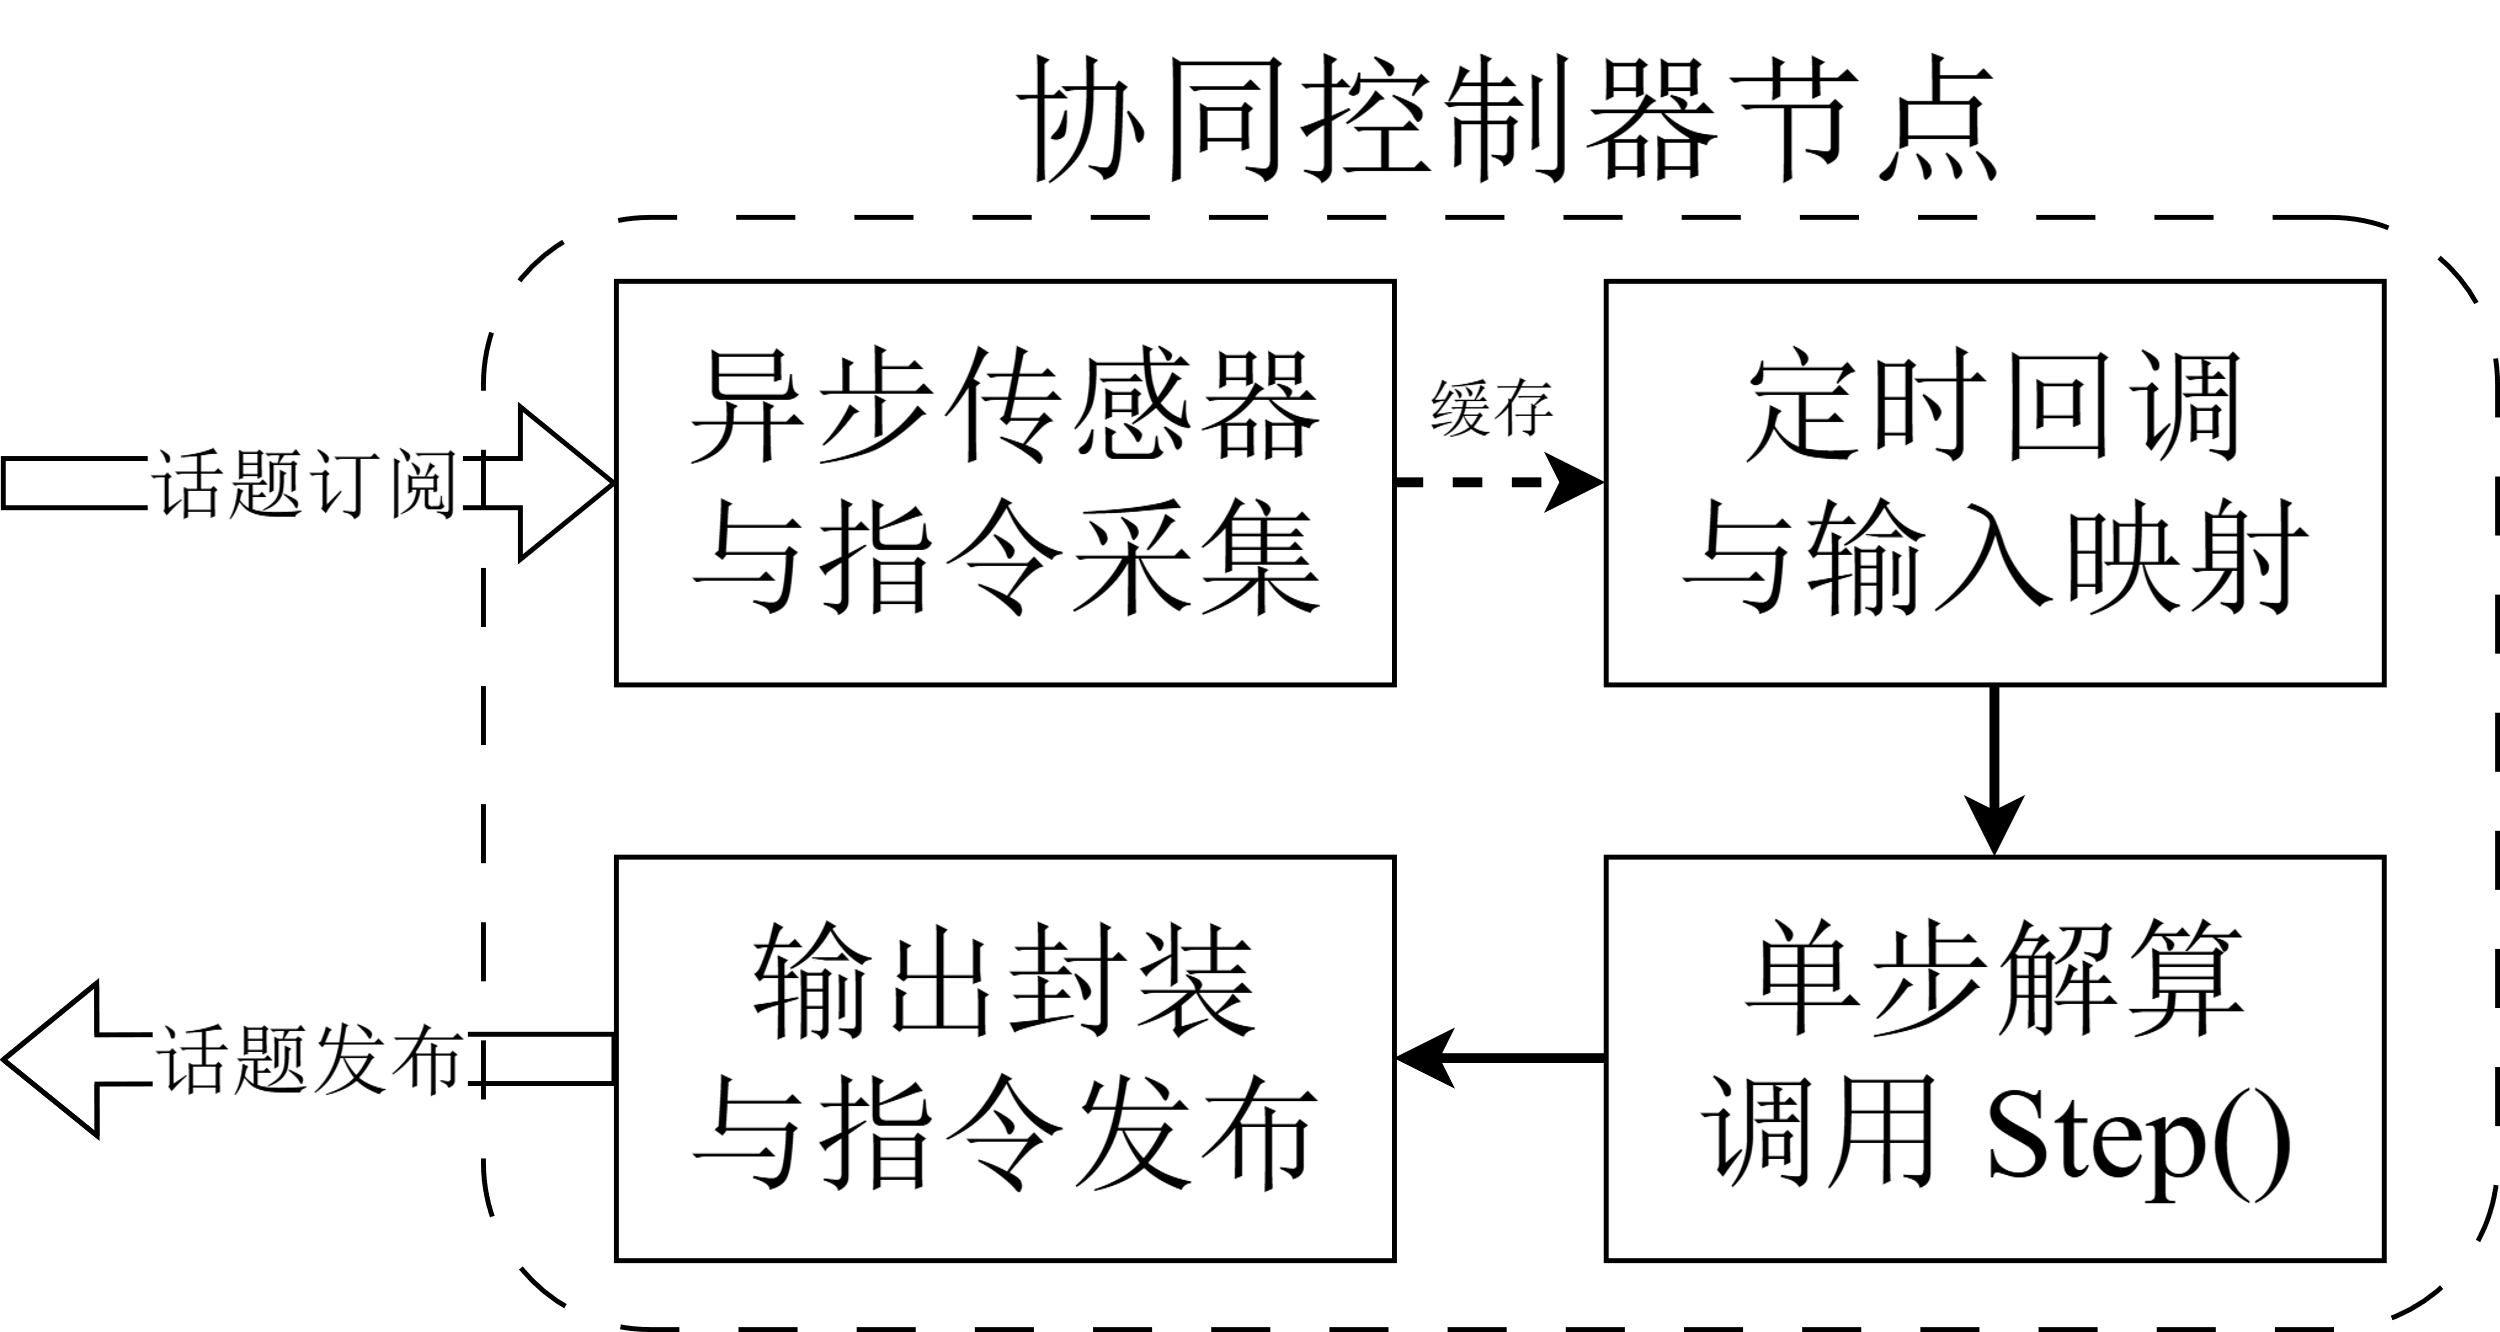 协同控制器节点
话题订阅
异步传感器
与指令采集
缓存
定时回调
与输入映射
单步解算
调用 Step()
输出封装
与指令发布
话题发布